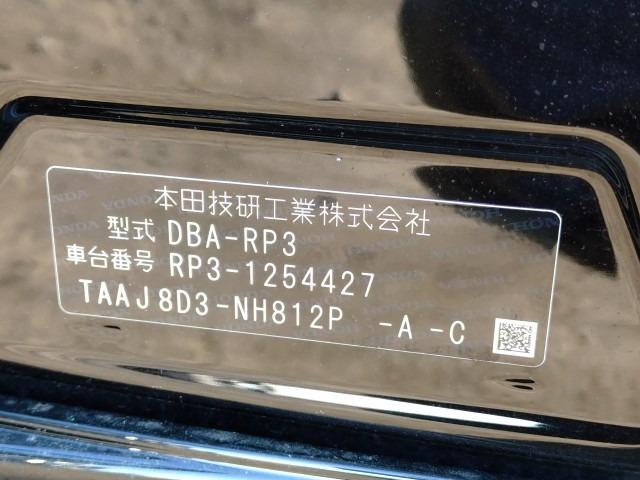 本田技研工業株式会社
型式 DBA-RP3
車台番号 RP3-1254427
TAAJ8D3-NH812P -A -C